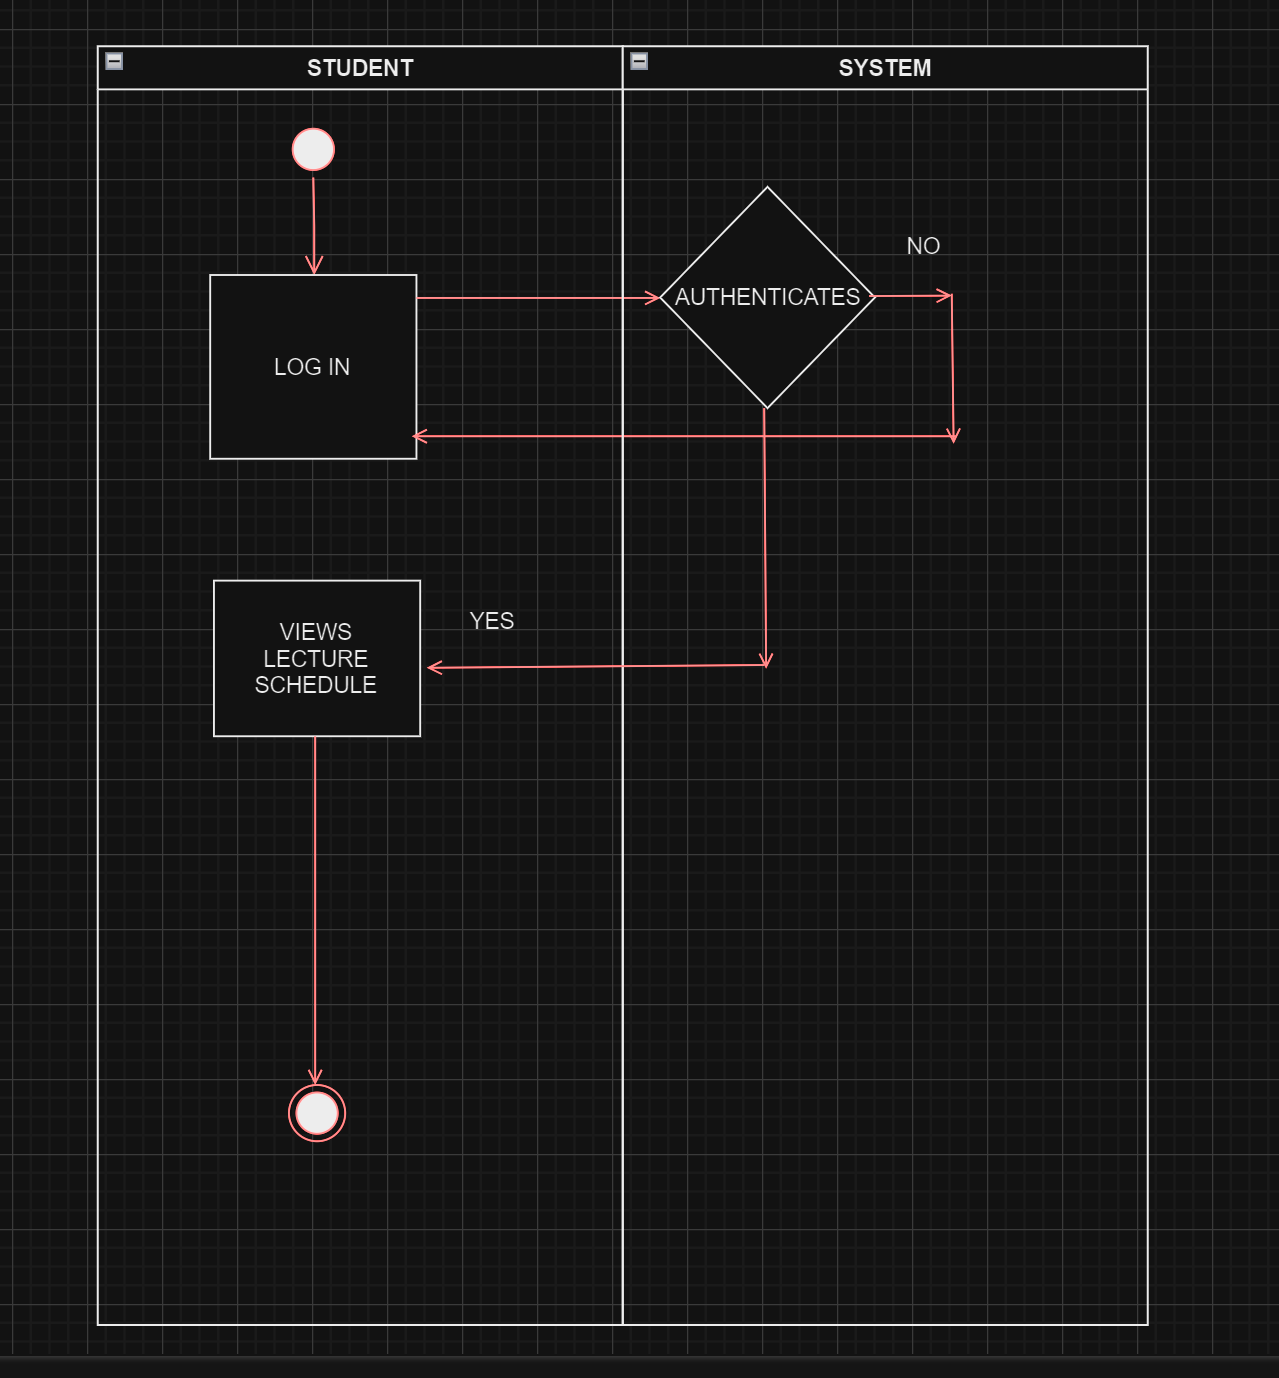 STUDENT
SYSTEM
NO
AUTHENTICATES
LOG IN
YES
VIEWS
LECTURE
SCHEDULE